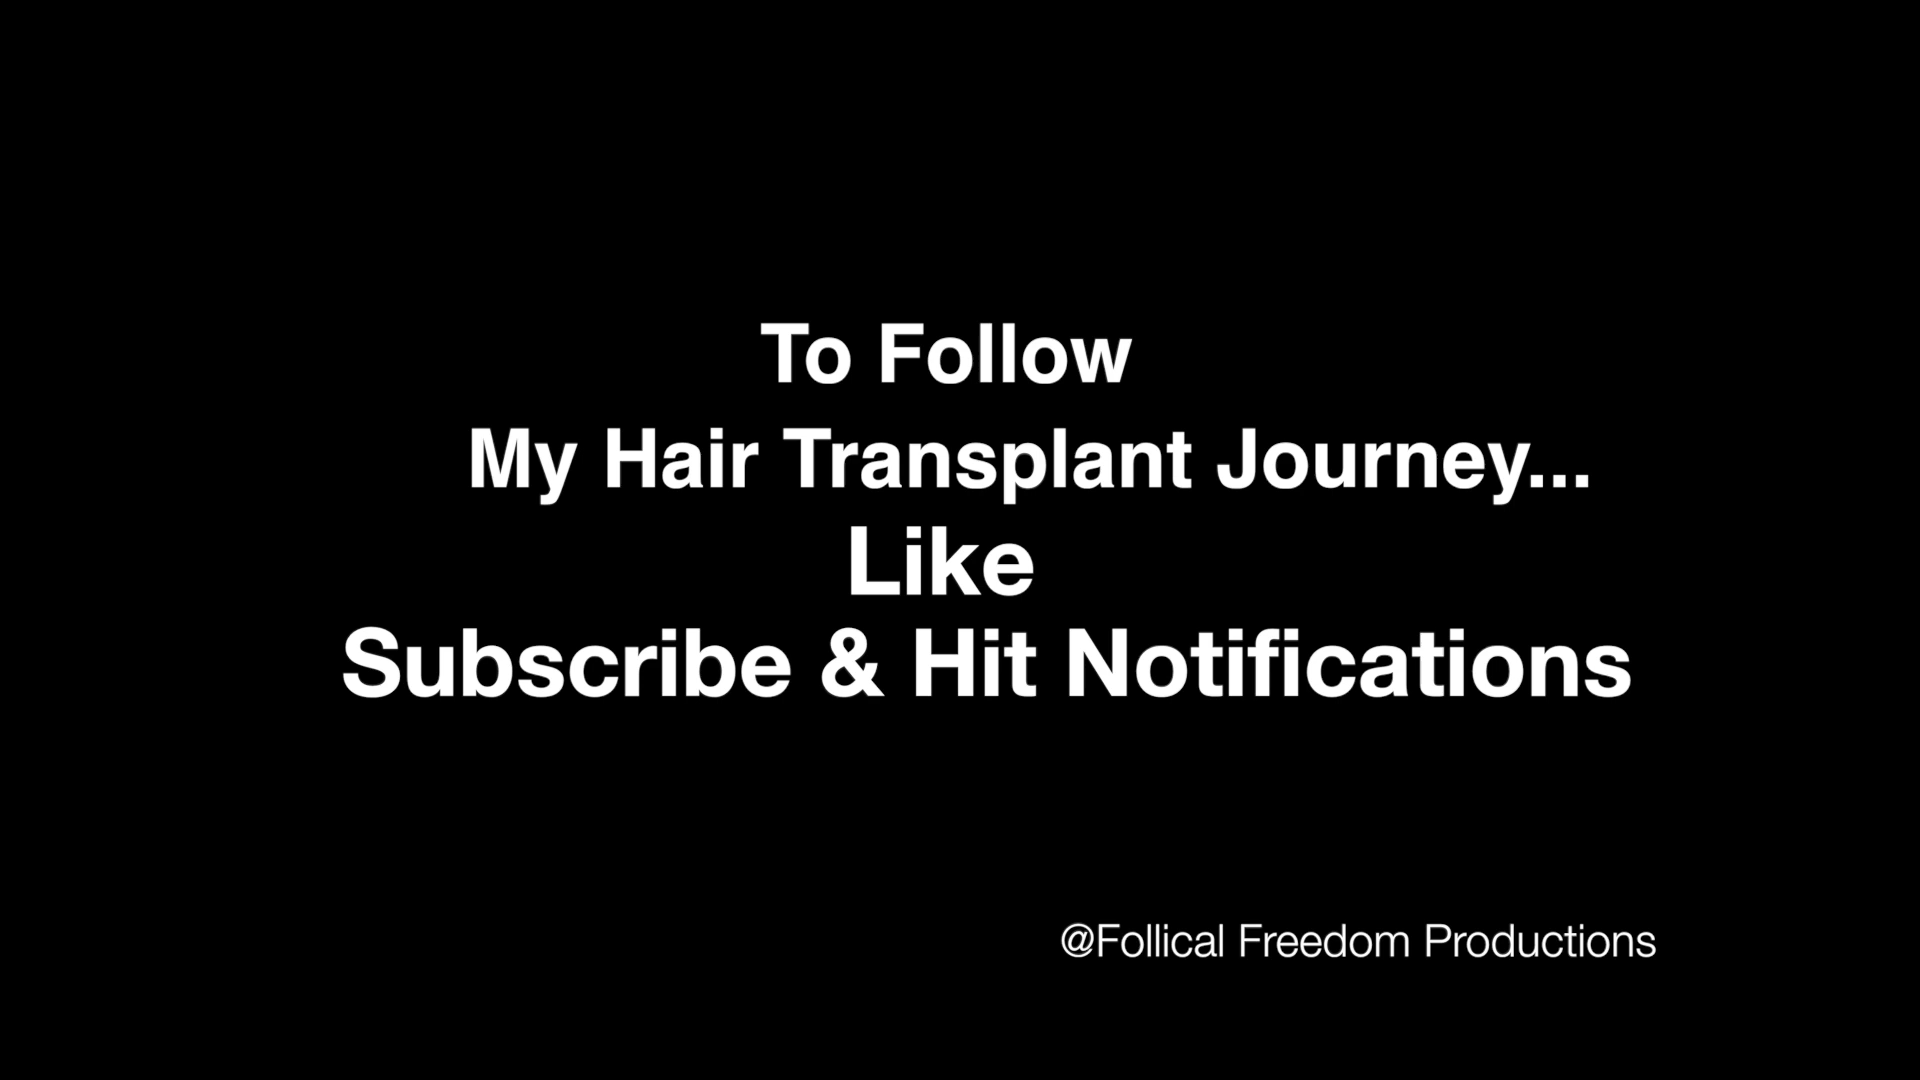 To Follow
My Hair Transplant Journey...
Like
Subscribe & Hit Notifications
@Follical Freedom Productions